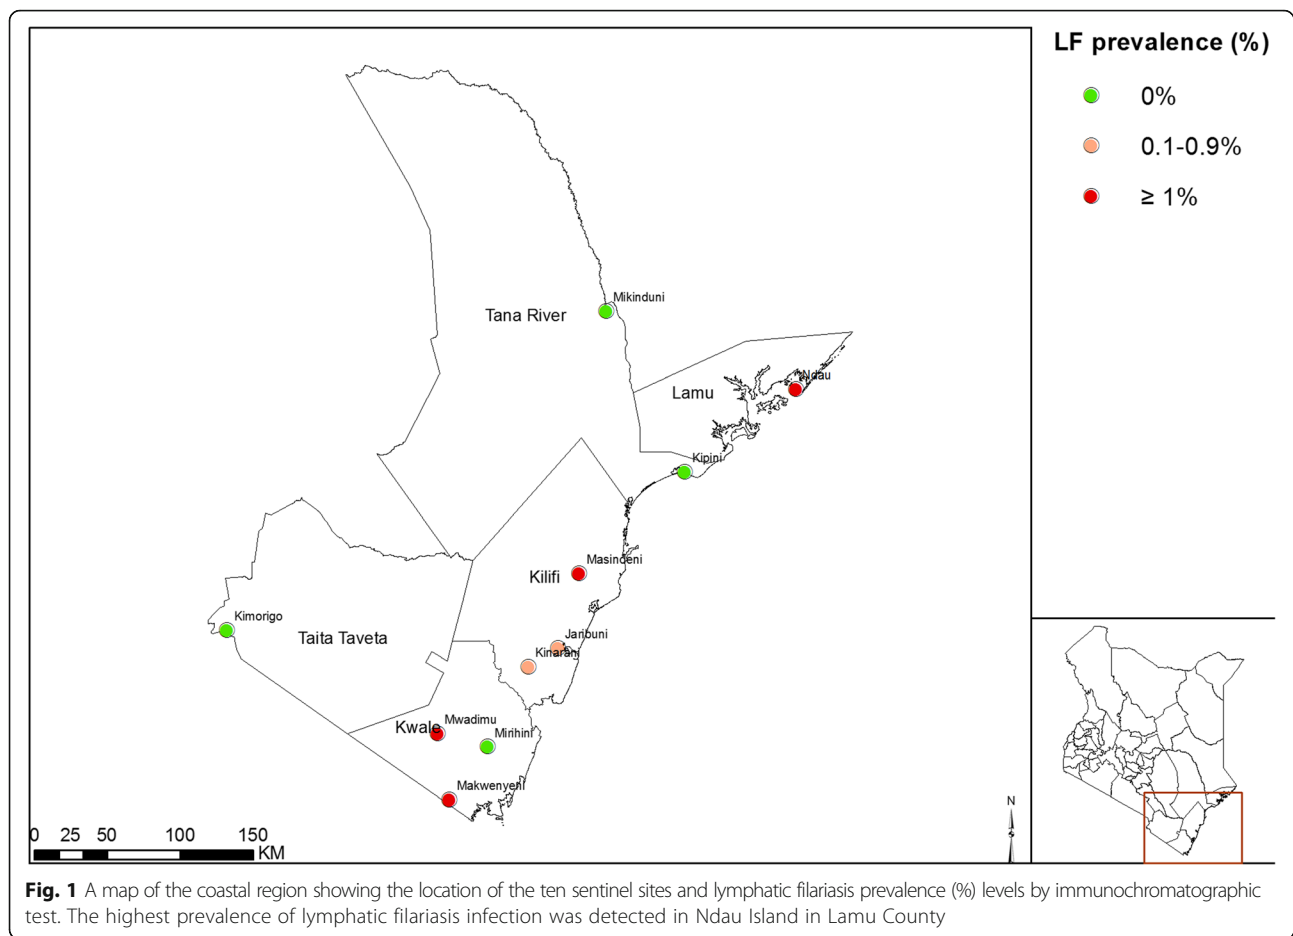 LF prevalence (%)
0%
0.1-0.9%
≥ 1%
Mikinduni
Tana River
Ndau
Lamu
Kipini
Masindeni
Kilifi
Kimorigo
Jaribuni
Taita Taveta
Kinarani
Mwadimu
Kwale
Mirihini
Makwenyeni
N
0 25 50 100 150
KM
Fig. 1 A map of the coastal region showing the location of the ten sentinel sites and lymphatic filariasis prevalence (%) levels by immunochromatographic
test. The highest prevalence of lymphatic filariasis infection was detected in Ndau Island in Lamu County